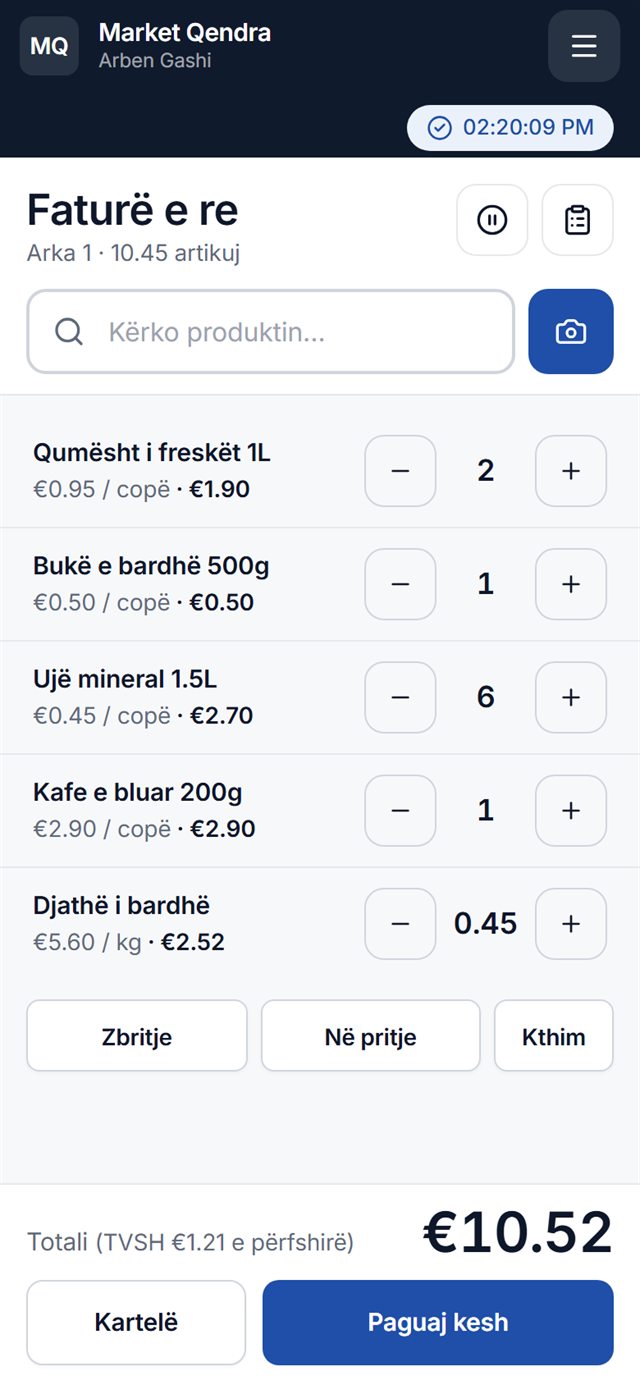 MQ
Market Qendra
Arben Gashi
02:20:09 PM
Faturë e re
Arka 1 · 10.45 artikuj
Kërko produktin...
Qumësht i freskët 1L
€0.95 / copë · €1.90
2
Bukë e bardhë 500g
€0.50 / copë · €0.50
1
Ujë mineral 1.5L
€0.45 / copë · €2.70
6
Kafe e bluar 200g
€2.90 / copë · €2.90
1
Djathë i bardhë
€5.60 / kg · €2.52
0.45
Zbritje
Në pritje
Kthim
Totali (TVSH €1.21 e përfshirë)
€10.52
Kartelë
Paguaj kesh